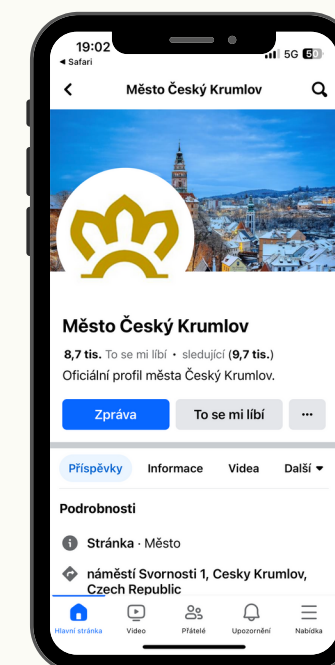 19:02
◄ Safari
5G 50
Město Český Krumlov
Město Český Krumlov
8,7 tis. To se mi líbí • sledující (9,7 tis.)
Oficiální profil města Český Krumlov.
Zpráva To se mi líbí ...
Příspěvky Informace Videa Další ▼
Podrobnosti
Stránka · Město
náměstí Svornosti 1, Cesky Krumlov,
Czech Republic
Hlavní stránka Video Přátelé Upozornění Nabídka